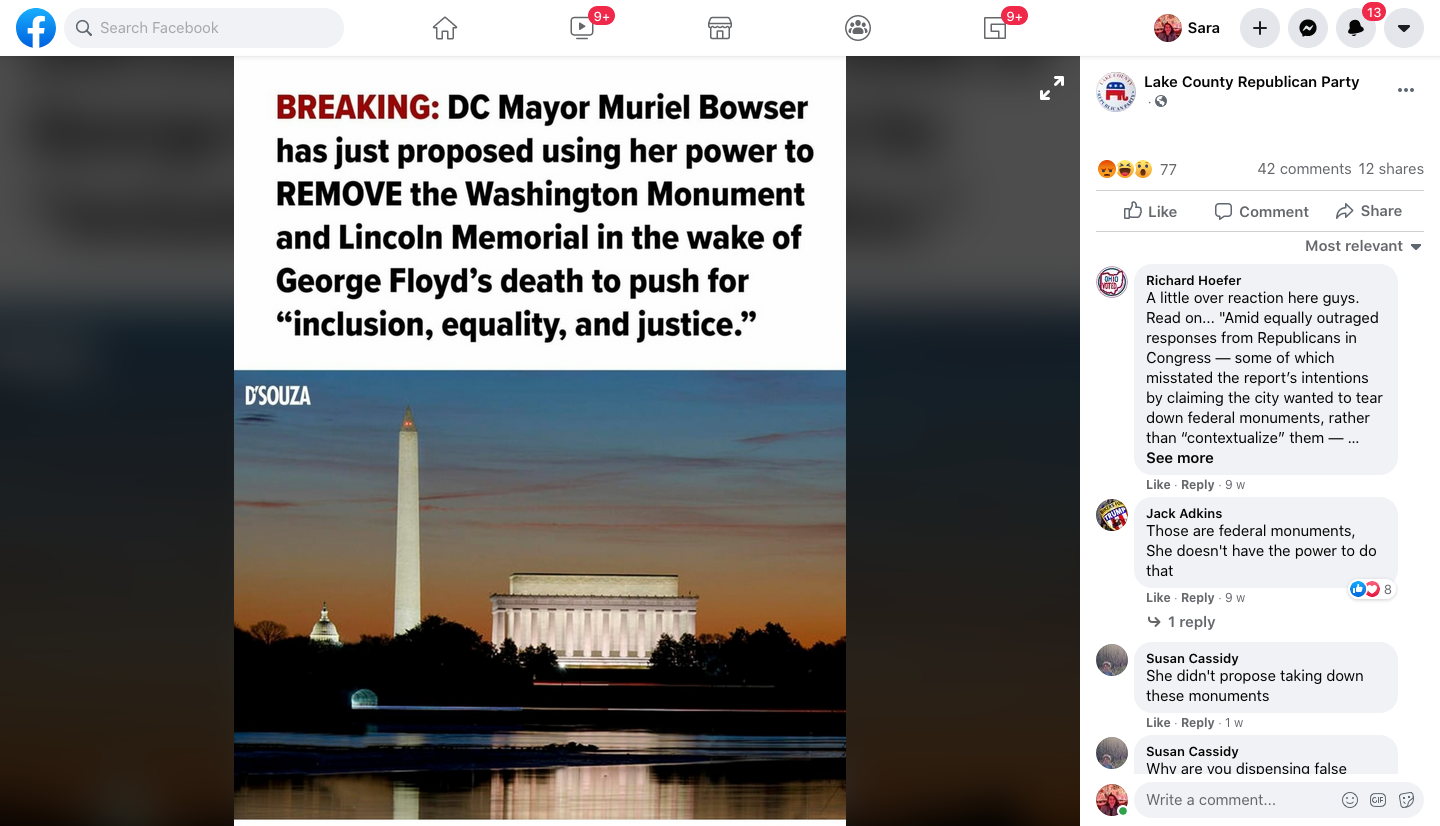 Search Facebook
9+
9+
Sara
13
BREAKING: DC Mayor Muriel Bowser
has just proposed using her power to
REMOVE the Washington Monument
and Lincoln Memorial in the wake of
George Floyd's death to push for
“inclusion, equality, and justice.”
D'SOUZA
Lake County Republican Party
77
42 comments 12 shares
Like Comment Share
Most relevant
Richard Hoefer
A little over reaction here guys.
Read on... "Amid equally outraged
responses from Republicans in
Congress — some of which
misstated the report’s intentions
by claiming the city wanted to tear
down federal monuments, rather
than “contextualize” them — ...
See more
Like · Reply · 9 w
Jack Adkins
Those are federal monuments,
She doesn't have the power to do
that
8
Like · Reply · 9 w
1 reply
Susan Cassidy
She didn't propose taking down
these monuments
Like · Reply · 1 w
Susan Cassidy
Why are you dispensing false
Write a comment...
GIF